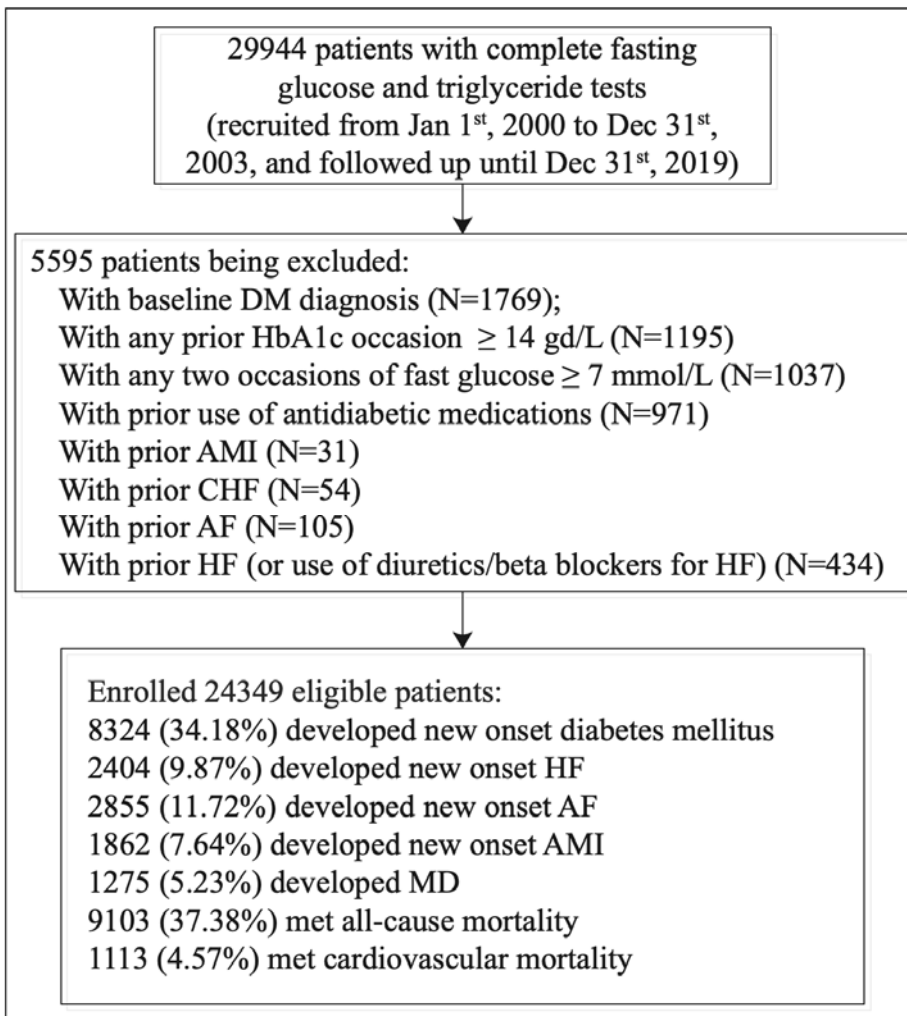 29944 patients with complete fasting
glucose and triglyceride tests
(recruited from Jan 1st, 2000 to Dec 31st,
2003, and followed up until Dec 31st, 2019)
5595 patients being excluded:
With baseline DM diagnosis (N=1769);
With any prior HbA1c occasion ≥ 14 gd/L (N=1195)
With any two occasions of fast glucose ≥ 7 mmol/L (N=1037)
With prior use of antidiabetic medications (N=971)
With prior AMI (N=31)
With prior CHF (N=54)
With prior AF (N=105)
With prior HF (or use of diuretics/beta blockers for HF) (N=434)
Enrolled 24349 eligible patients:
8324 (34.18%) developed new onset diabetes mellitus
2404 (9.87%) developed new onset HF
2855 (11.72%) developed new onset AF
1862 (7.64%) developed new onset AMI
1275 (5.23%) developed MD
9103 (37.38%) met all-cause mortality
1113 (4.57%) met cardiovascular mortality